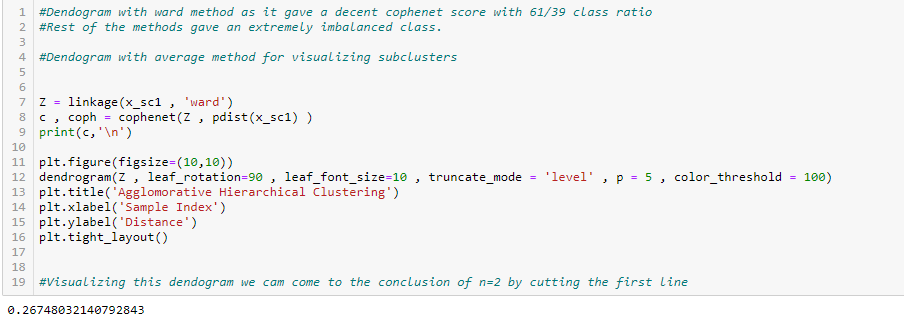 1 #Dendogram with ward method as it gave a decent cophenet score with 61/39 class ratio
2 #Rest of the methods gave an extremely imbalanced class.
3
4 #Dendogram with average method for visualizing subclusters
5
6
7 Z = linkage(x_sc1 , 'ward')
8 c , coph = cophenet(Z , pdist(x_sc1) )
9 print(c,'\n')
10
11 plt.figure(figsize=(10,10))
12 dendrogram(Z , leaf_rotation=90 , leaf_font_size=10 , truncate_mode = 'level' , p = 5 , color_threshold = 100)
13 plt.title('Agglomorative Hierarchical Clustering')
14 plt.xlabel('Sample Index')
15 plt.ylabel('Distance')
16 plt.tight_layout()
17
18
19 #Visualizing this dendogram we cam come to the conclusion of n=2 by cutting the first line
0.26748032140792843